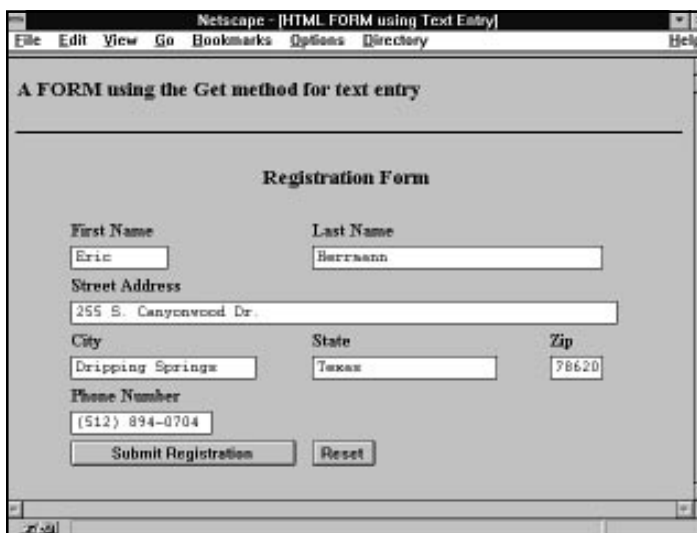 Netscape - [HTML FORM using Text Entry]
File Edit View Go Bookmarks Options Directory Help
A FORM using the Get method for text entry
Registration Form
First Name Last Name
Eric Herrmann
Street Address
255 S. Canyonwood Dr.
City State Zip
Dripping Springs Texas 78620
Phone Number
(512) 894-0704
Submit Registration Reset